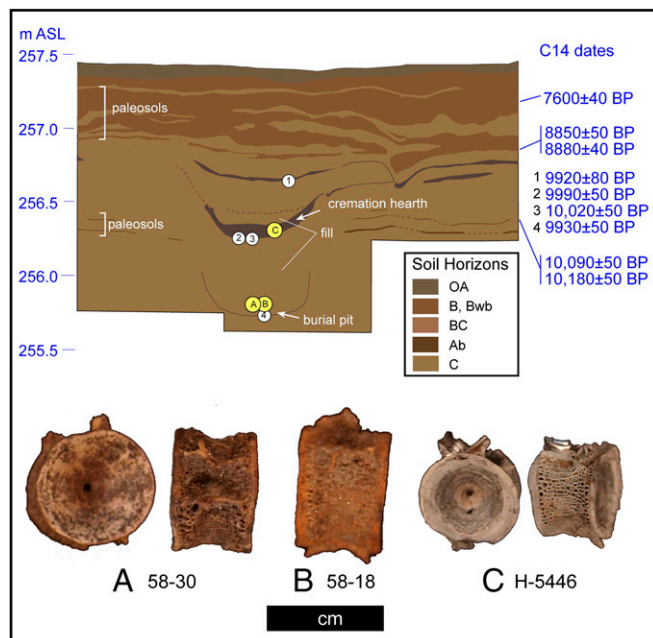 m ASL
257.5
257.0
256.5
256.0
255.5
paleosols
paleosols
1
cremation hearth
2 3 C
fill
A B
4
burial pit
C14 dates
7600±40 BP
8850±50 BP
8880±40 BP
1 9920±80 BP
2 9990±50 BP
3 10,020±50 BP
4 9930±50 BP
10,090±50 BP
10,180±50 BP
Soil Horizons
OA
B, Bwb
BC
Ab
C
A 58-30
B 58-18
C H-5446
cm